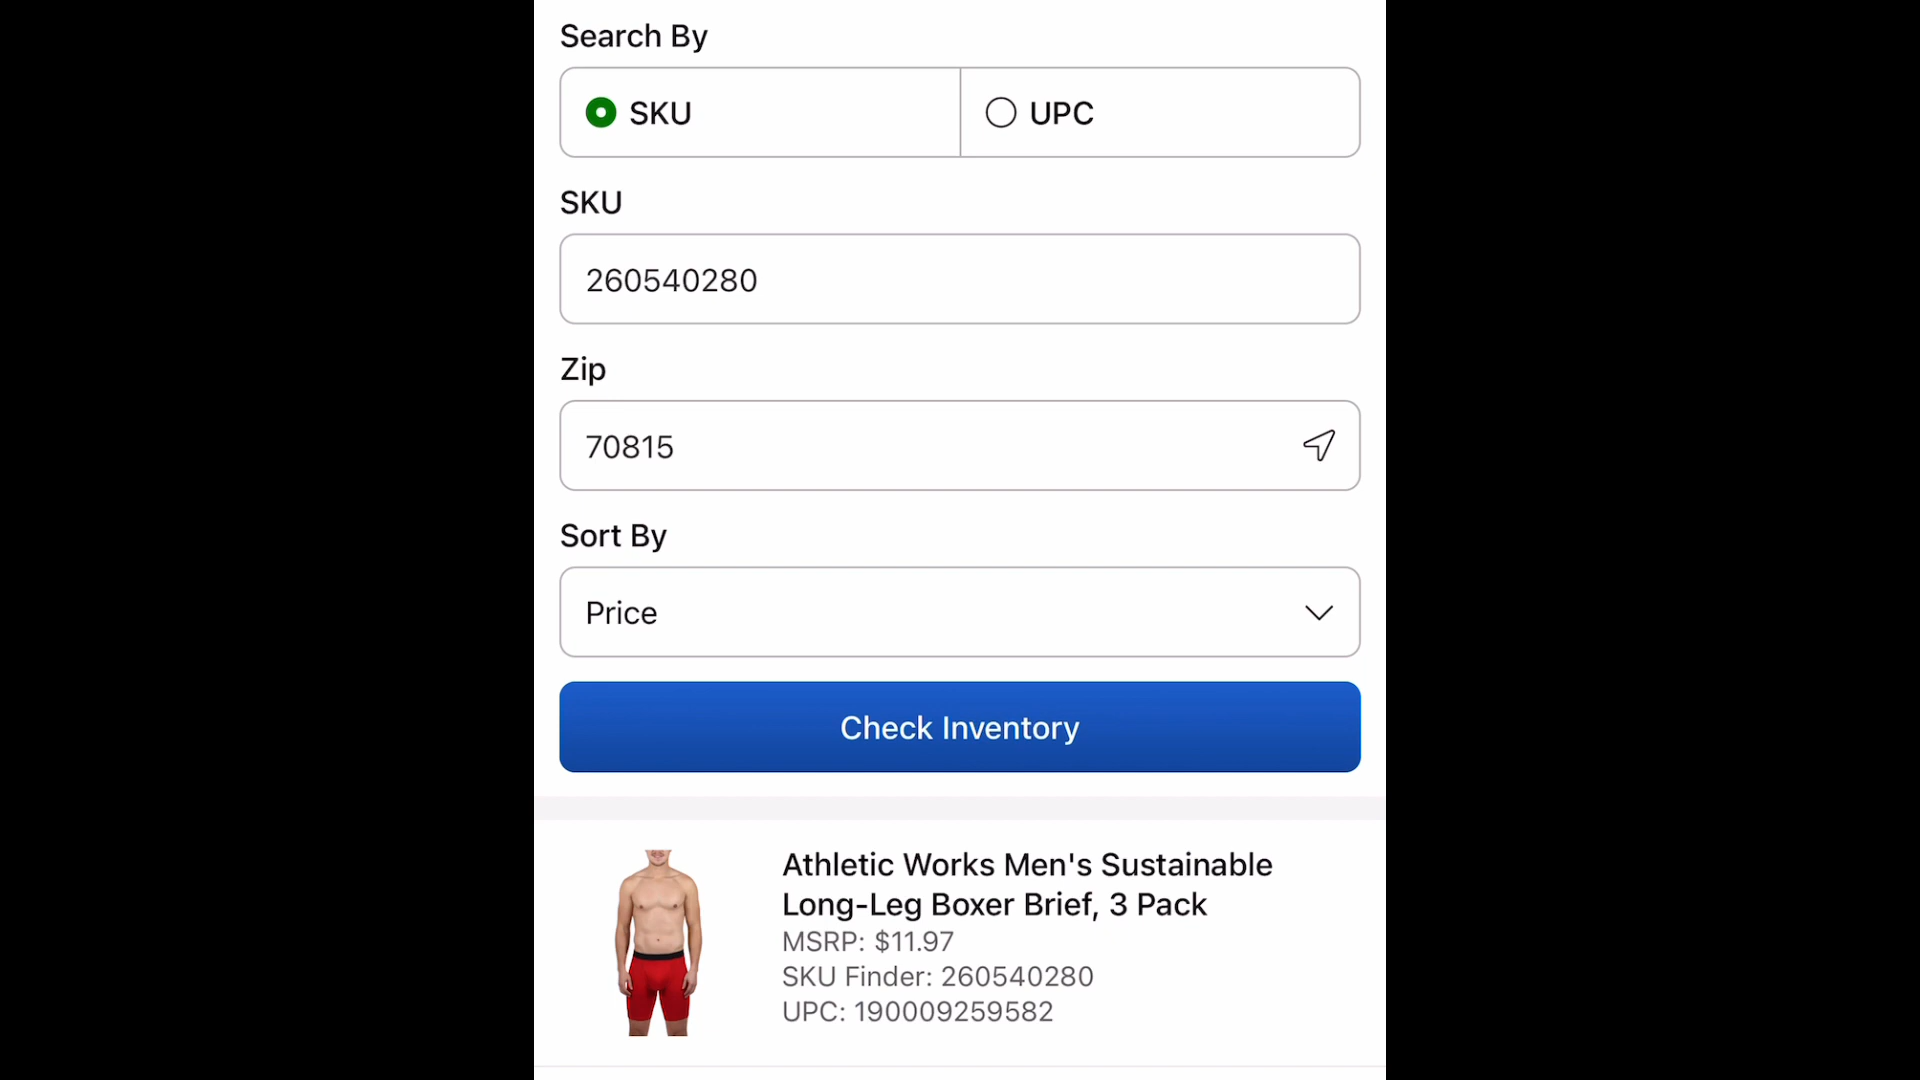 Search By
SKU
UPC
SKU
260540280
Zip
70815
Sort By
Price
Check Inventory
Athletic Works Men's Sustainable
Long-Leg Boxer Brief, 3 Pack
MSRP: $11.97
SKU Finder: 260540280
UPC: 190009259582